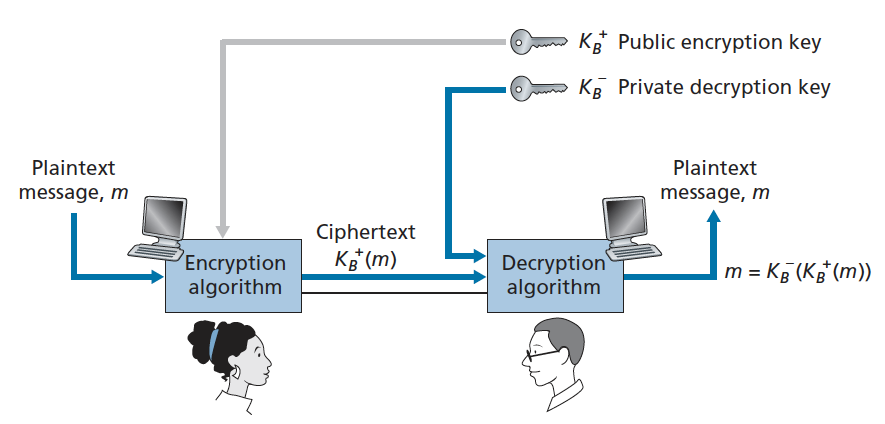 K_B^+ Public encryption key
K_B^- Private decryption key
Plaintext
message, m
Plaintext
message, m
Ciphertext
K_B^+(m)
Encryption
algorithm
Decryption
algorithm
m = K_B^-(K_B^+(m))